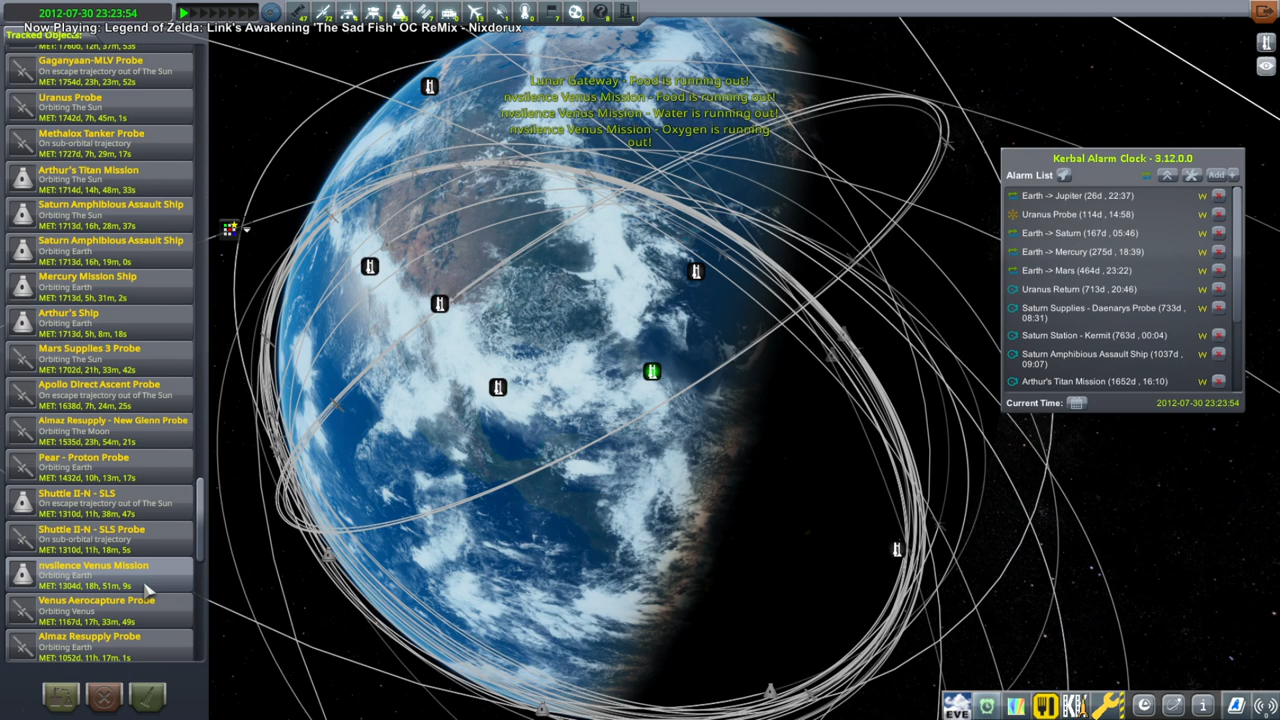 2012-07-30 23:23:54
Now Playing: Legend of Zelda: Link's Awakening 'The Sad Fish' OC ReMix - Nixdorux
Tracked Objects:
1760d, 12h, 37m, 53s
Gaganyaan-MLV Probe
On escape trajectory out of The Sun
MET: 1754d, 23h, 23m, 52s
Uranus Probe
Orbiting The Sun
MET: 1742d, 7h, 45m, 1s
Methalox Tanker Probe
On sub-orbital trajectory
MET: 1727d, 7h, 29m, 17s
Arthur's Titan Mission
Orbiting The Sun
MET: 1714d, 14h, 48m, 33s
Saturn Amphibious Assault Ship
Orbiting The Sun
MET: 1713d, 16h, 28m, 37s
Saturn Amphibious Assault Ship
Orbiting Earth
MET: 1713d, 16h, 19m, 0s
Mercury Mission Ship
Orbiting Earth
MET: 1713d, 5h, 31m, 2s
Arthur's Ship
Orbiting Earth
MET: 1713d, 5h, 8m, 18s
Mars Supplies 3 Probe
Orbiting The Sun
MET: 1702d, 21h, 33m, 42s
Apollo Direct Ascent Probe
On escape trajectory out of The Sun
MET: 1638d, 7h, 24m, 25s
Almaz Resupply - New Glenn Probe
Orbiting The Moon
MET: 1535d, 23h, 54m, 21s
Pear - Proton Probe
Orbiting Earth
MET: 1432d, 10h, 13m, 17s
Shuttle II-N - SLS
On escape trajectory out of The Sun
MET: 1310d, 11h, 38m, 47s
Shuttle II-N - SLS Probe
On sub-orbital trajectory
MET: 1310d, 11h, 18m, 5s
nvsilence Venus Mission
Orbiting Earth
MET: 1304d, 18h, 51m, 9s
Venus Aerocapture Probe
Orbiting Venus
MET: 1167d, 17h, 33m, 49s
Almaz Resupply Probe
Orbiting Earth
MET: 1052d, 11h, 17m, 1s
Lunar Gateway - Food is running out!
nvsilence Venus Mission - Food is running out!
nvsilence Venus Mission - Water is running out!
nvsilence Venus Mission - Oxygen is running
out!
Kerbal Alarm Clock - 3.12.0.0
Alarm List
Add +
Earth -> Jupiter (26d , 22:37) W
Uranus Probe (114d , 14:58) W
Earth -> Saturn (167d , 05:46) W
Earth -> Mercury (275d , 18:39) W
Earth -> Mars (464d , 23:22) W
Uranus Return (713d , 20:46) W
Saturn Supplies - Daenarys Probe (733d ,
08:31) W
Saturn Station - Kermit (763d , 00:04) W
Saturn Amphibious Assault Ship (1037d ,
09:07) W
Arthur's Titan Mission (1652d , 16:10) W
Current Time:
2012-07-30 23:23:54
EVE